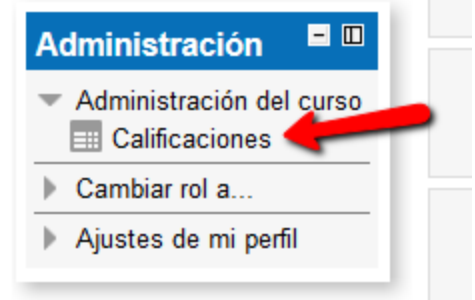 Administración
Administración del curso
Calificaciones
Cambiar rol a...
Ajustes de mi perfil